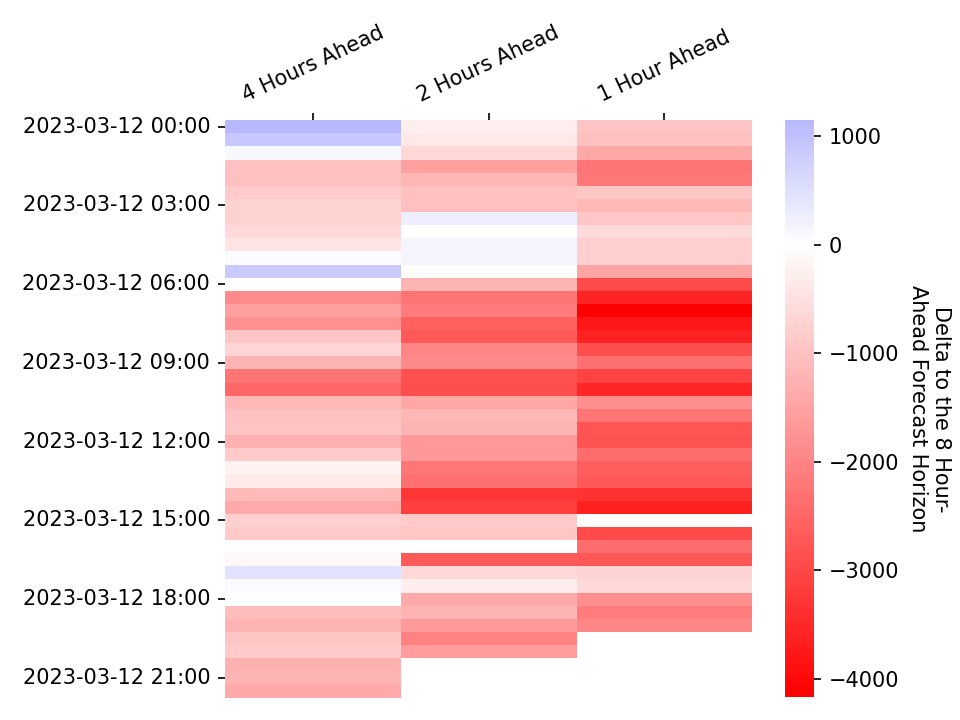 4 Hours Ahead
2 Hours Ahead
1 Hour Ahead
2023-03-12 00:00
2023-03-12 03:00
2023-03-12 06:00
2023-03-12 09:00
2023-03-12 12:00
2023-03-12 15:00
2023-03-12 18:00
2023-03-12 21:00
1000
0
−1000
−2000
−3000
−4000
Delta to the 8 Hour-
Ahead Forecast Horizon